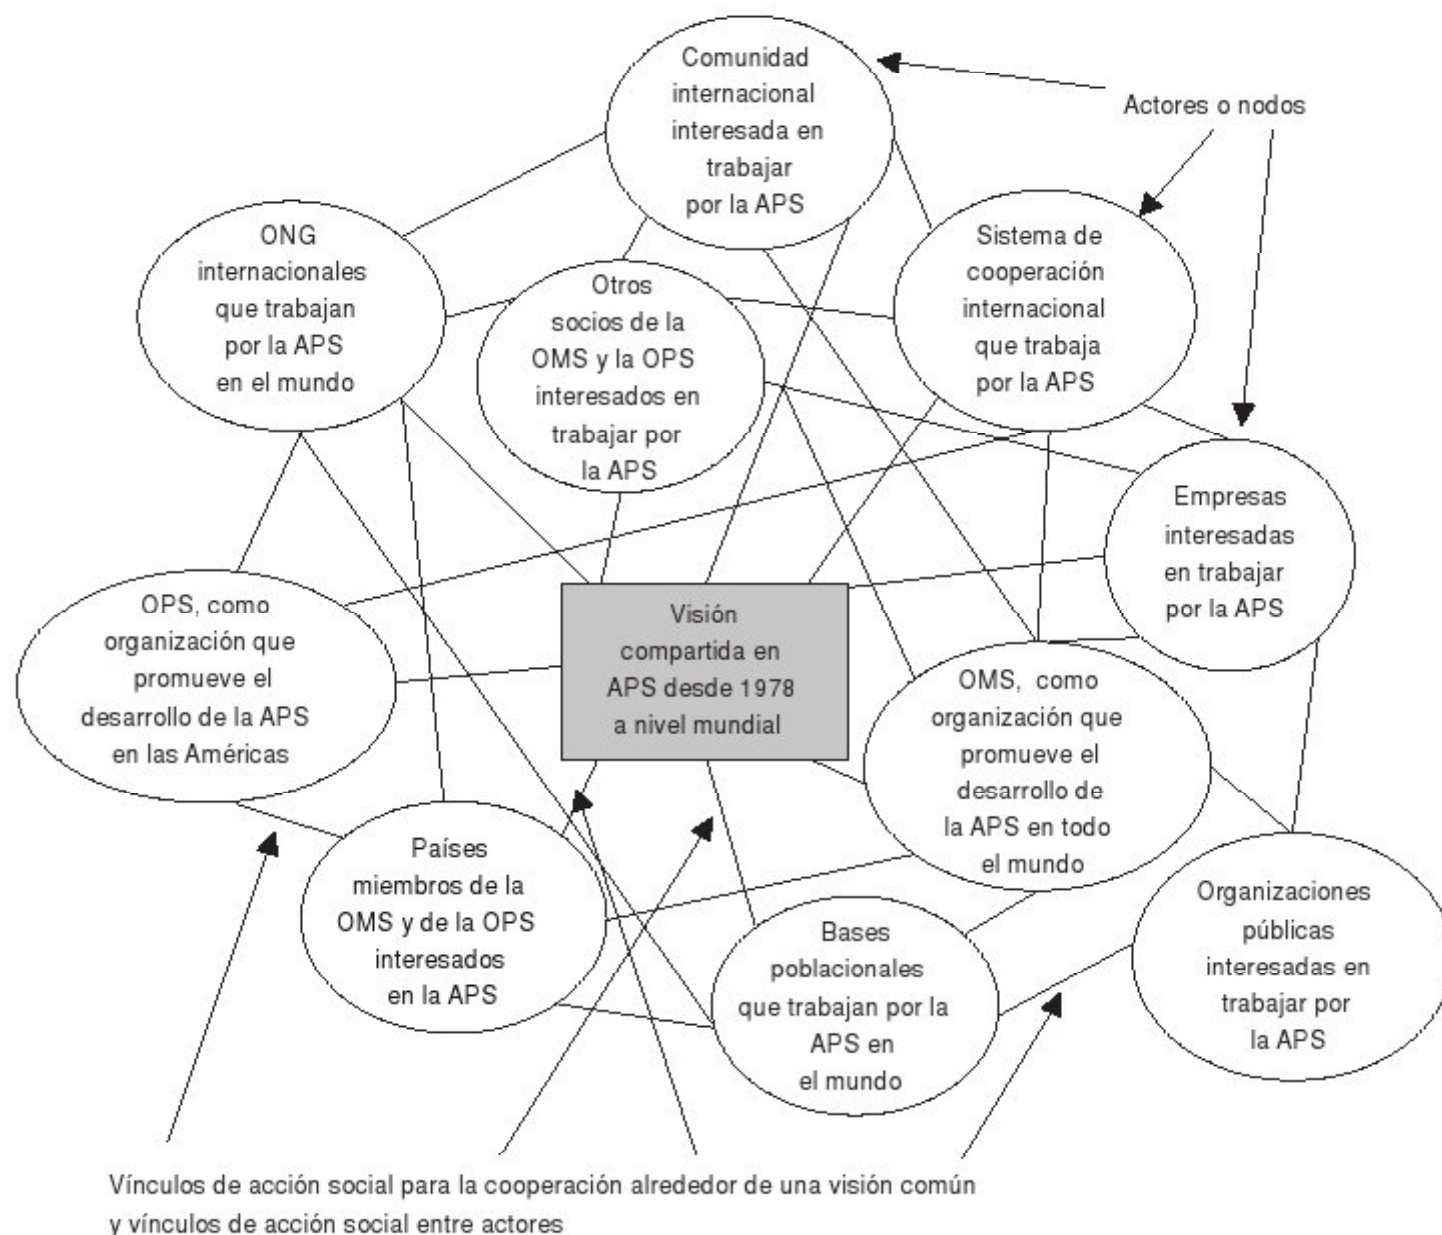 Comunidad
internacional
interesada en
trabajar
por la APS
Actores o nodos
ONG
internacionales
que trabajan
por la APS
en el mundo
Otros
socios de la
OMS y la OPS
interesados en
trabajar por
la APS
Sistema de
cooperación
internacional
que trabaja
por la APS
Empresas
interesadas
en trabajar
por la APS
OPS, como
organización que
promueve el
desarrollo de la APS
en las Américas
Visión
compartida en
APS desde 1978
a nivel mundial
OMS, como
organización que
promueve el
desarrollo de
la APS en todo
el mundo
Países
miembros de la
OMS y de la OPS
interesados
en la APS
Bases
poblacionales
que trabajan por la
APS en
el mundo
Organizaciones
públicas
interesadas en
trabajar por
la APS
Vínculos de acción social para la cooperación alrededor de una visión común
y vínculos de acción social entre actores